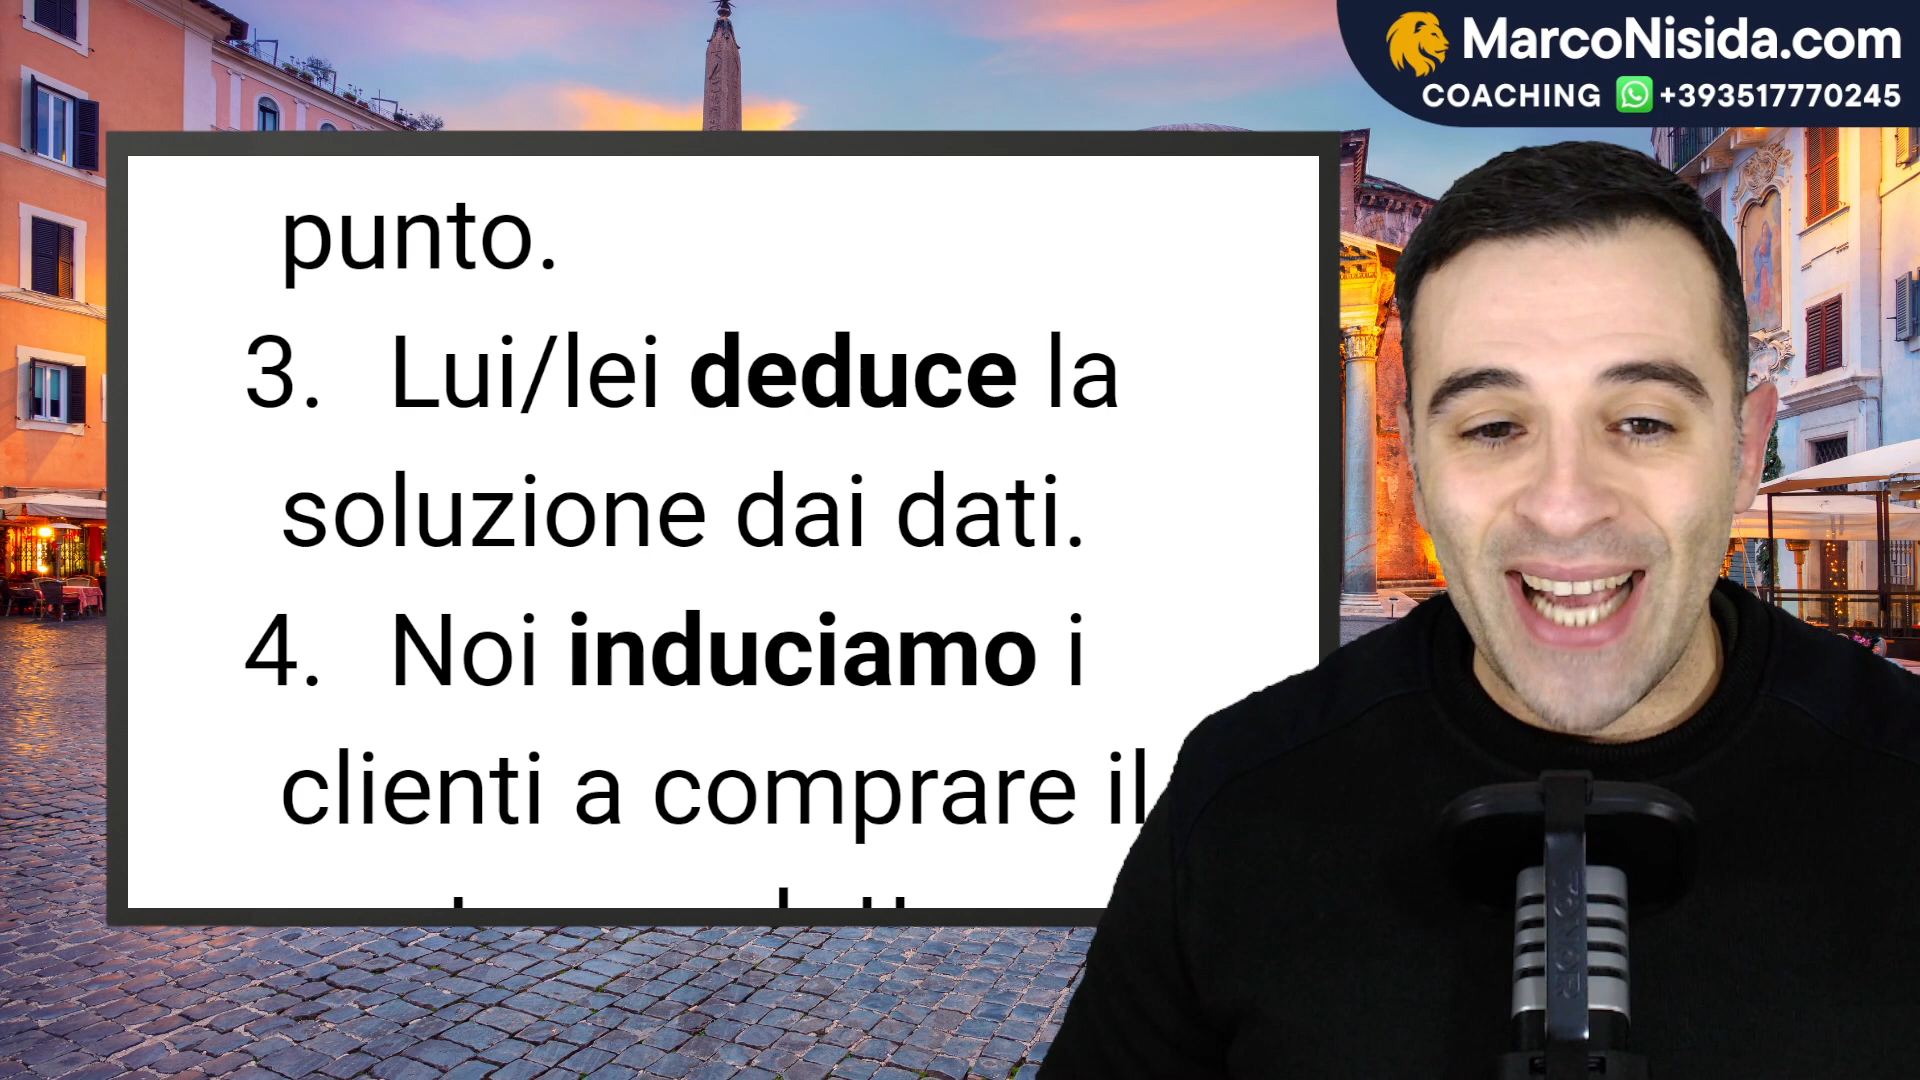 MarcoNisida.com
COACHING +393517770245
punto.
3. Lui/lei deduce la
soluzione dai dati.
4. Noi induciamo i
clienti a comprare il